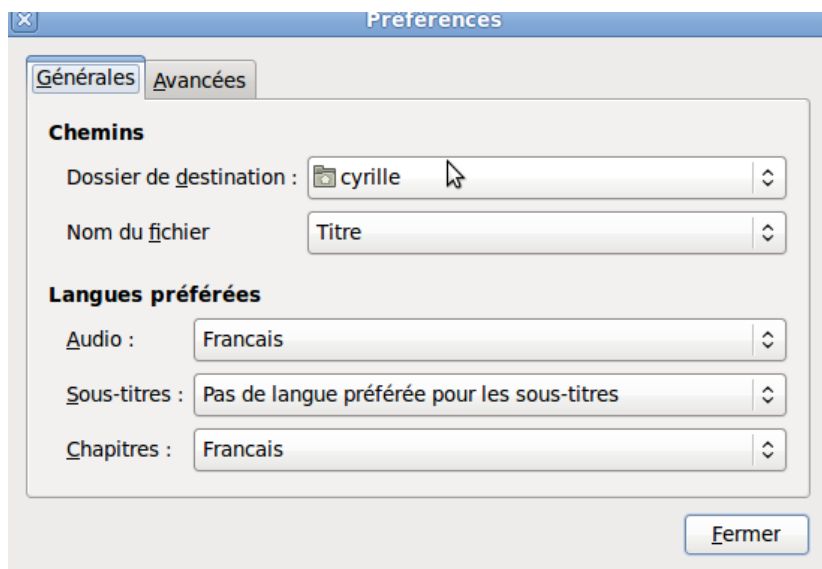 Préférences
Générales Avancées
Chemins
Dossier de destination : cyrille
Nom du fichier Titre
Langues préférées
Audio : Francais
Sous-titres : Pas de langue préférée pour les sous-titres
Chapitres : Francais
Fermer